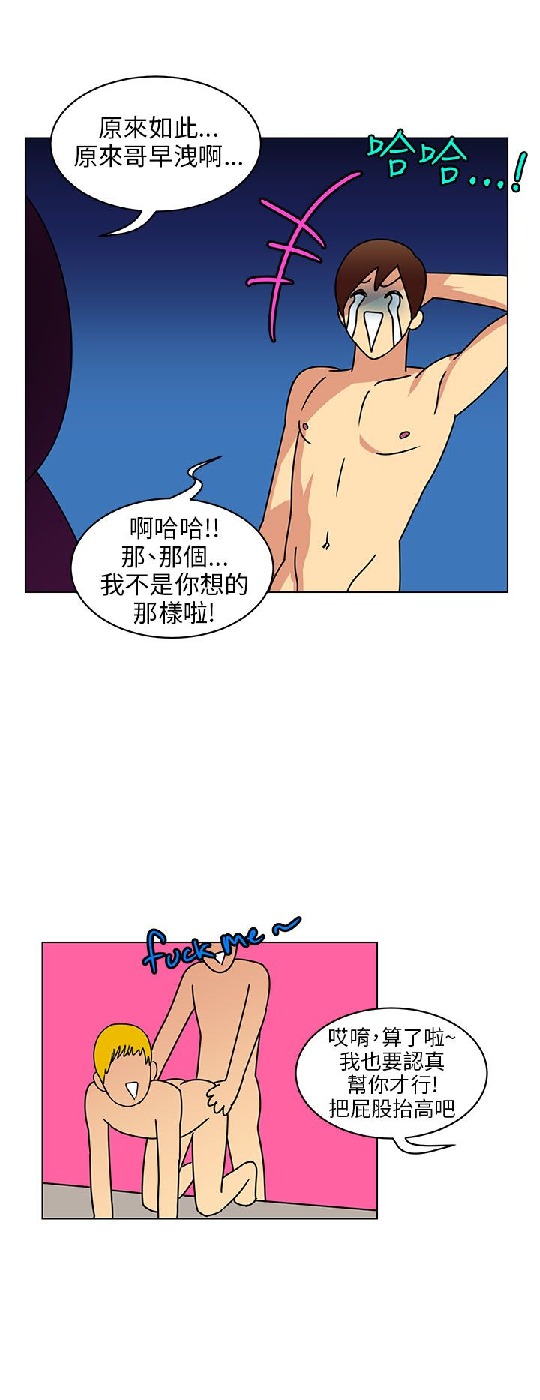 原來如此...
原來哥早洩啊...
哈哈...!
啊哈哈!!
那、那個...
我不是你想的
那樣啦!
fuck me~
哎唷,算了啦~
我也要認真
幫你才行!
把屁股抬高吧